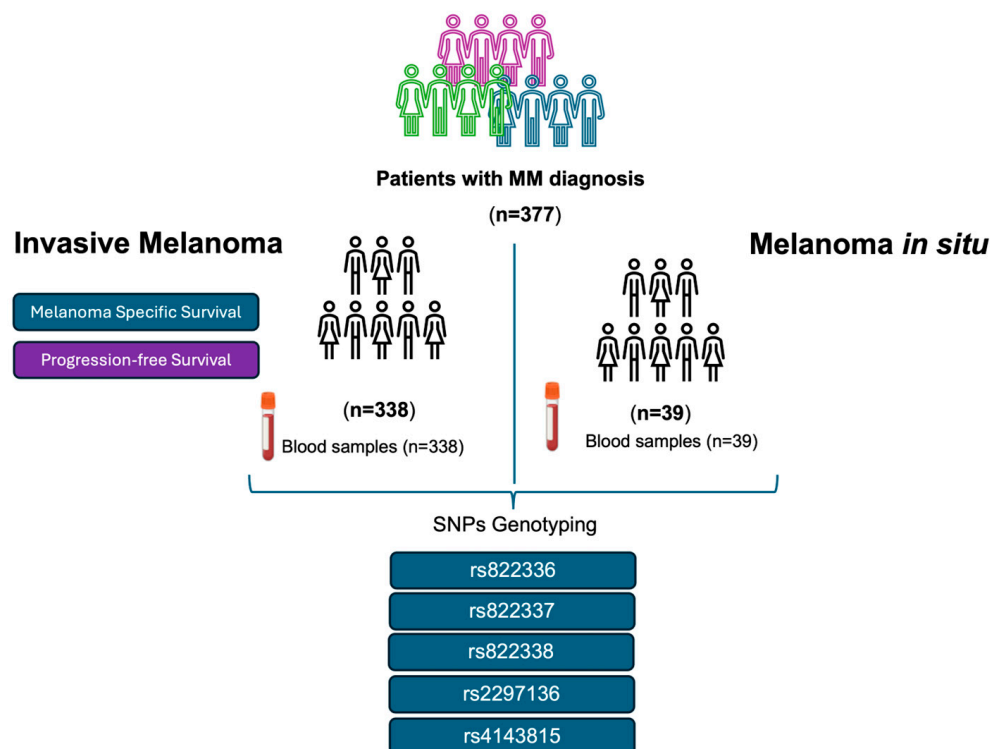 Patients with MM diagnosis
(n=377)
Invasive Melanoma
Melanoma in situ
Melanoma Specific Survival
Progression-free Survival
(n=338)
Blood samples (n=338)
(n=39)
Blood samples (n=39)
SNPs Genotyping
rs822336
rs822337
rs822338
rs2297136
rs4143815